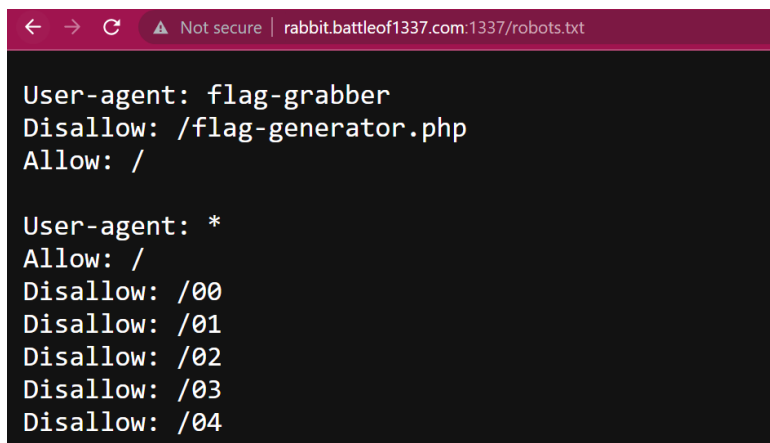 Not secure | rabbit.battleof1337.com:1337/robots.txt
User-agent: flag-grabber
Disallow: /flag-generator.php
Allow: /
User-agent: *
Allow: /
Disallow: /00
Disallow: /01
Disallow: /02
Disallow: /03
Disallow: /04